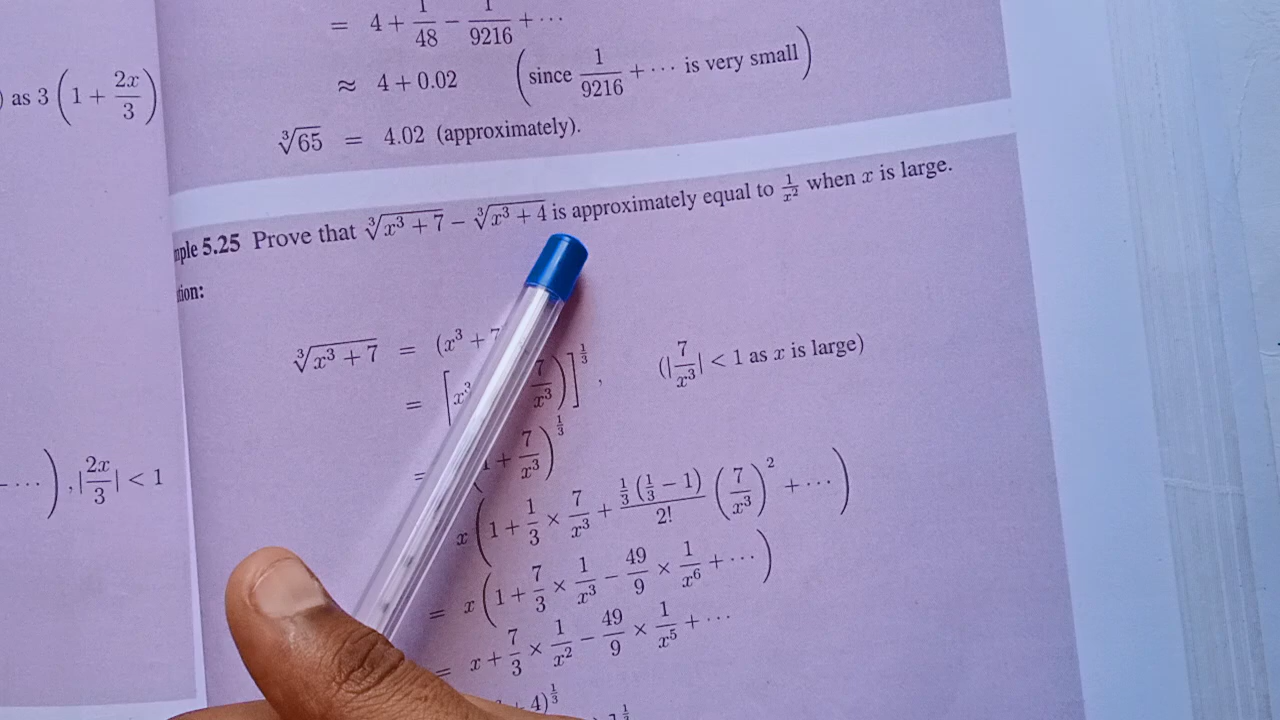 = 4 + 1/48 − 1/9216 + ···
≈ 4 + 0.02 (since 1/9216 + ··· is very small)
∛65 = 4.02 (approximately).
) as 3 (1 + 2x/3)
− ···), |2x/3| < 1
mple 5.25 Prove that ∛(x³ + 7) − ∛(x³ + 4) is approximately equal to 1/x² when x is large.
tion:
∛(x³ + 7) = (x³ + 7
= [x³ 7/x³)]^(1/3), (|7/x³| < 1 as x is large)
= 1 + 7/x³)^(1/3)
x(1 + 1/3 × 7/x³ + (1/3(1/3 − 1))/2! (7/x³)² + ···)
= x(1 + 7/3 × 1/x³ − 49/9 × 1/x⁶ + ···)
= x + 7/3 × 1/x² − 49/9 × 1/x⁵ + ···
+ 4)^(1/3)